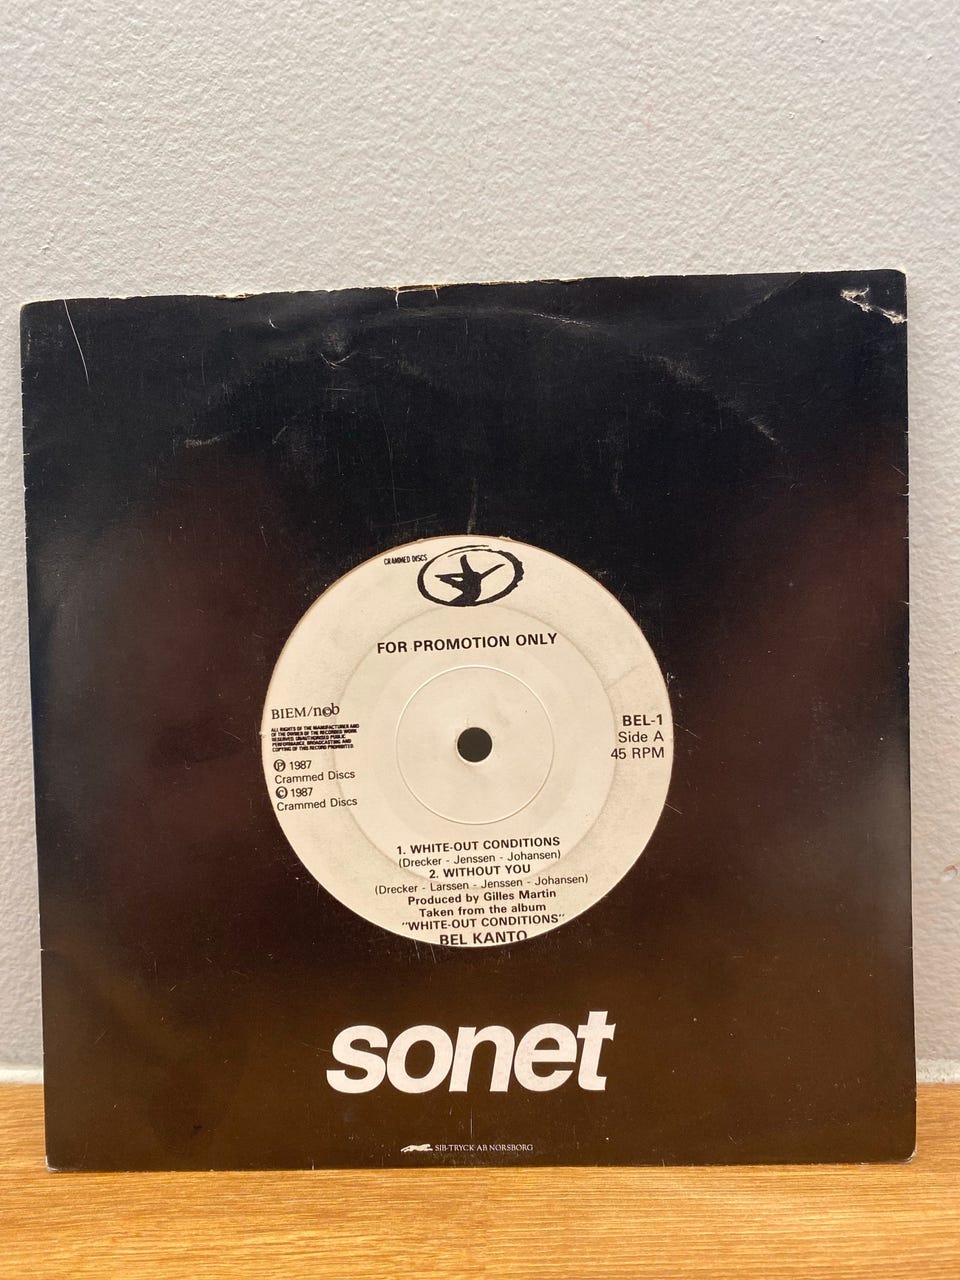 CRAMMED DISCS
FOR PROMOTION ONLY
BIEM/ncb
ALL RIGHTS OF THE MANUFACTURER AND
OF THE OWNER OF THE RECORDED WORK
RESERVED. UNAUTHORISED PUBLIC
PERFORMANCE, BROADCASTING AND
COPYING OF THIS RECORD PROHIBITED.
Ⓟ 1987
Crammed Discs
© 1987
Crammed Discs
BEL-1
Side A
45 RPM
1. WHITE-OUT CONDITIONS
(Drecker - Jenssen - Johansen)
2. WITHOUT YOU
(Drecker - Larssen - Jenssen - Johansen)
Produced by Gilles Martin
Taken from the album
"WHITE-OUT CONDITIONS"
BEL KANTO
sonet
SIB-TRYCK AB NORSBORG